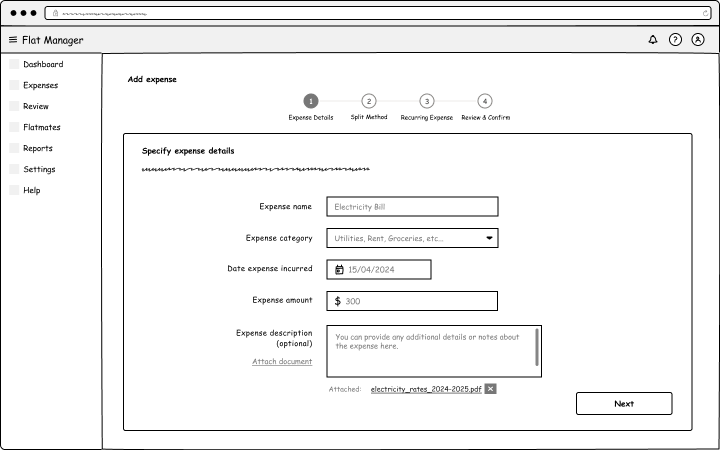 Flat Manager
?
Dashboard
Expenses
Review
Flatmates
Reports
Settings
Help
Add expense
1 2 3 4
Expense Details Split Method Recurring Expense Review & Confirm
Specify expense details
Expense name Electricity Bill
Expense category Utilities, Rent, Groceries, etc...
Date expense incurred 15/04/2024
Expense amount $ 300
Expense description
(optional)
You can provide any additional details or notes about
the expense here.
Attach document
Attached: electricity_rates_2024-2025.pdf
Next